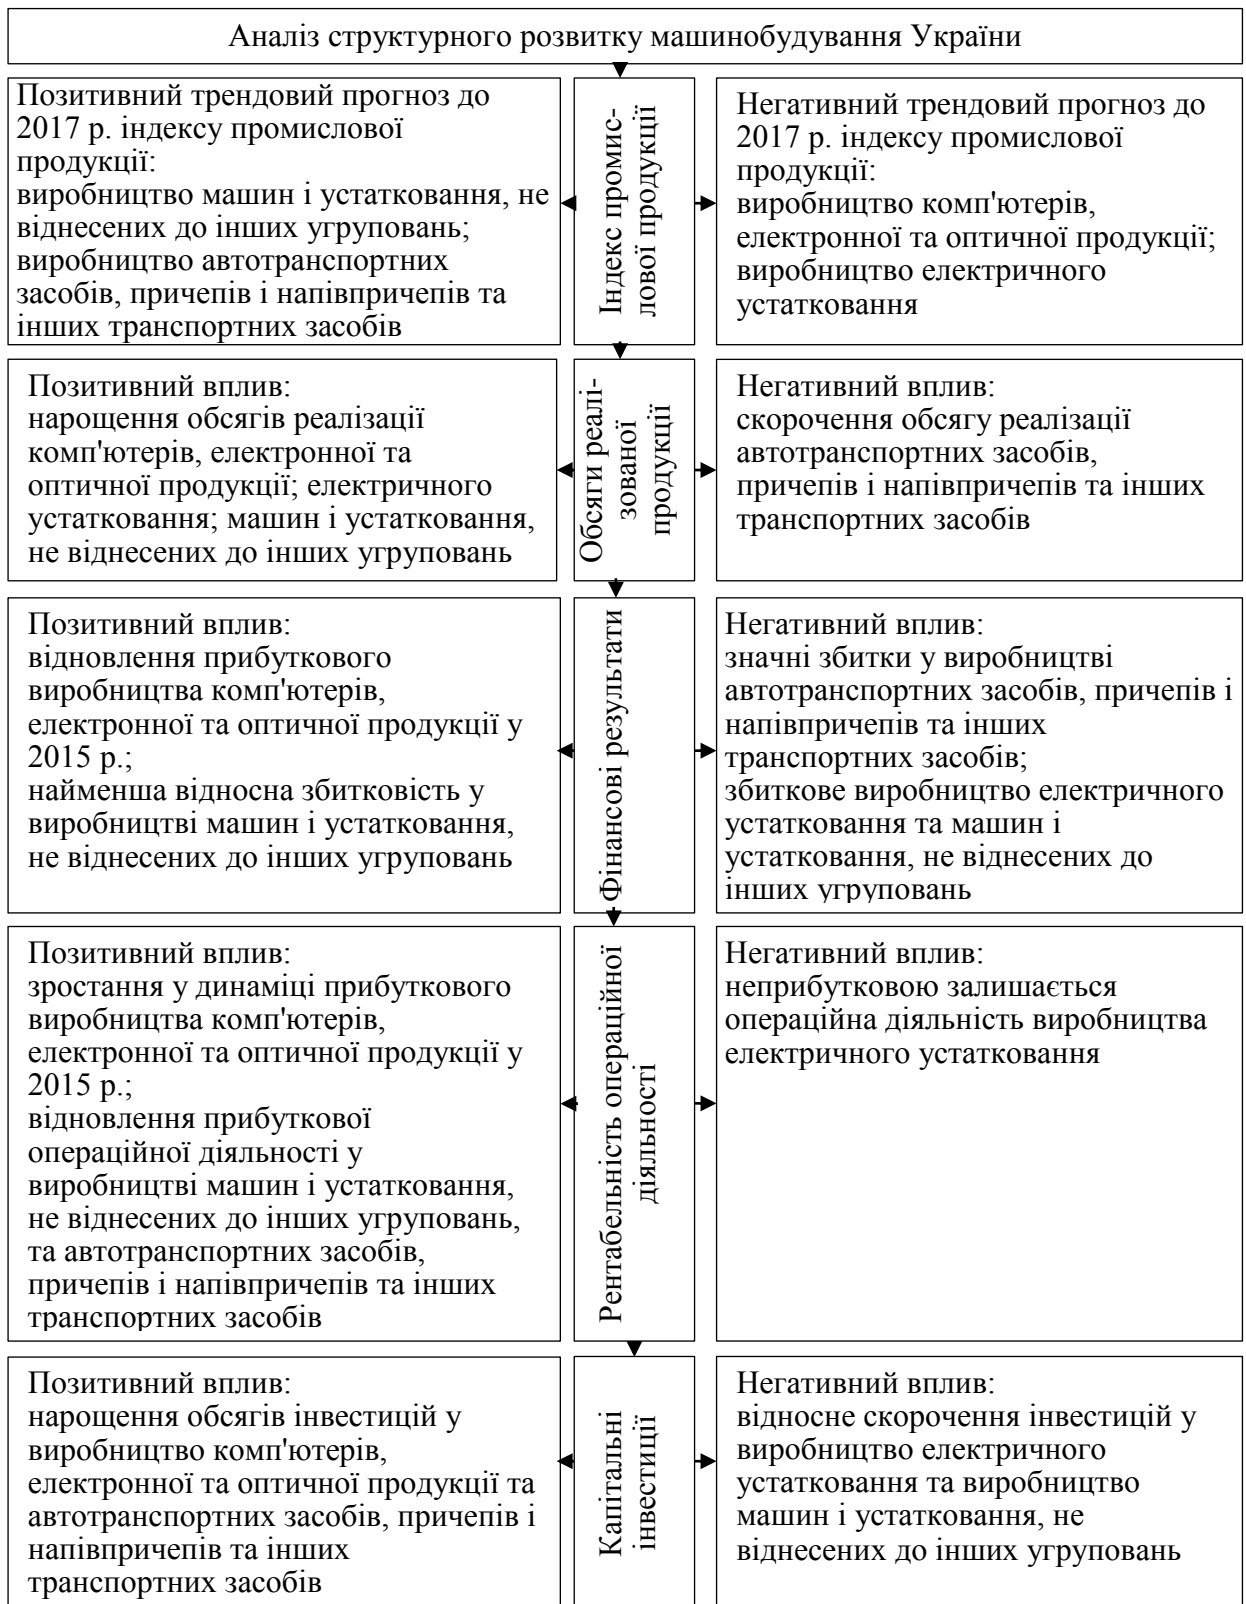 Аналіз структурного розвитку машинобудування України
Позитивний трендовий прогноз до
2017 р. індексу промислової
продукції:
виробництво машин і устатковання, не
віднесених до інших угруповань;
виробництво автотранспортних
засобів, причепів і напівпричепів та
інших транспортних засобів
Індекс промис-
лової продукції
Негативний трендовий прогноз до
2017 р. індексу промислової
продукції:
виробництво комп'ютерів,
електронної та оптичної продукції;
виробництво електричного
устатковання
Позитивний вплив:
нарощення обсягів реалізації
комп'ютерів, електронної та
оптичної продукції; електричного
устатковання; машин і устатковання,
не віднесених до інших угруповань
Обсяги реалі-
зованої
продукції
Негативний вплив:
скорочення обсягу реалізації
автотранспортних засобів,
причепів і напівпричепів та інших
транспортних засобів
Позитивний вплив:
відновлення прибуткового
виробництва комп'ютерів,
електронної та оптичної продукції у
2015 р.;
найменша відносна збитковість у
виробництві машин і устатковання,
не віднесених до інших угруповань
Фінансові результати
Негативний вплив:
значні збитки у виробництві
автотранспортних засобів, причепів і
напівпричепів та інших
транспортних засобів;
збиткове виробництво електричного
устатковання та машин і
устатковання, не віднесених до
інших угруповань
Позитивний вплив:
зростання у динаміці прибуткового
виробництва комп'ютерів,
електронної та оптичної продукції у
2015 р.;
відновлення прибуткової
операційної діяльності у
виробництві машин і устатковання,
не віднесених до інших угруповань,
та автотранспортних засобів,
причепів і напівпричепів та інших
транспортних засобів
Рентабельність операційної
діяльності
Негативний вплив:
неприбутковою залишається
операційна діяльність виробництва
електричного устатковання
Позитивний вплив:
нарощення обсягів інвестицій у
виробництво комп'ютерів,
електронної та оптичної продукції та
автотранспортних засобів, причепів і
напівпричепів та інших
транспортних засобів
Капітальні
інвестиції
Негативний вплив:
відносне скорочення інвестицій у
виробництво електричного
устатковання та виробництво
машин і устатковання, не
віднесених до інших угруповань